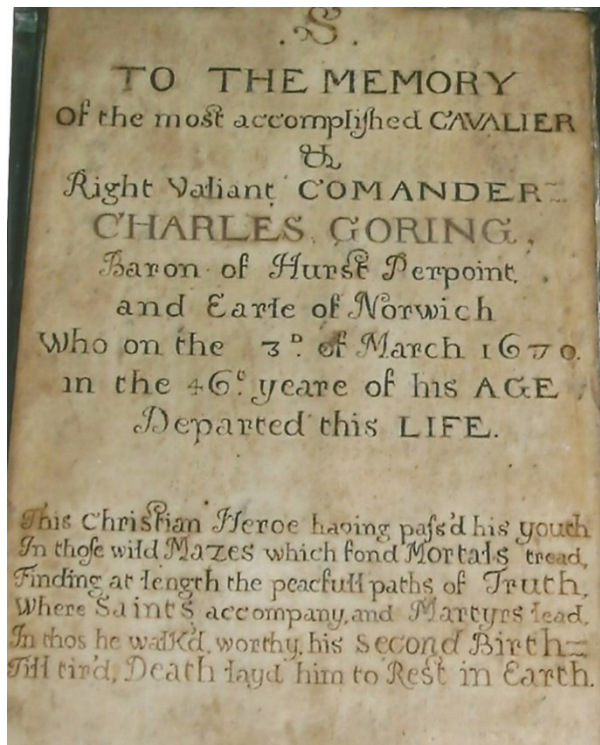 .S.
TO THE MEMORY
Of the most accomplished CAVALIER
&
Right Valiant COMANDER
CHARLES GORING,
Baron of Hurst Perpoint,
and Earle of Norwich
Who on the 3D. of March 1670.
in the 46t. yeare of his AGE
Departed this LIFE.
This Christian Heroe having pass'd his youth
In those wild Mazes which fond Mortals tread,
Finding at length the peacfull paths of Truth,
Where Saints accompany, and Martyrs lead,
In thos he walk'd, worthy, his second Birth
Till tir'd, Death layd him to Rest in Earth.